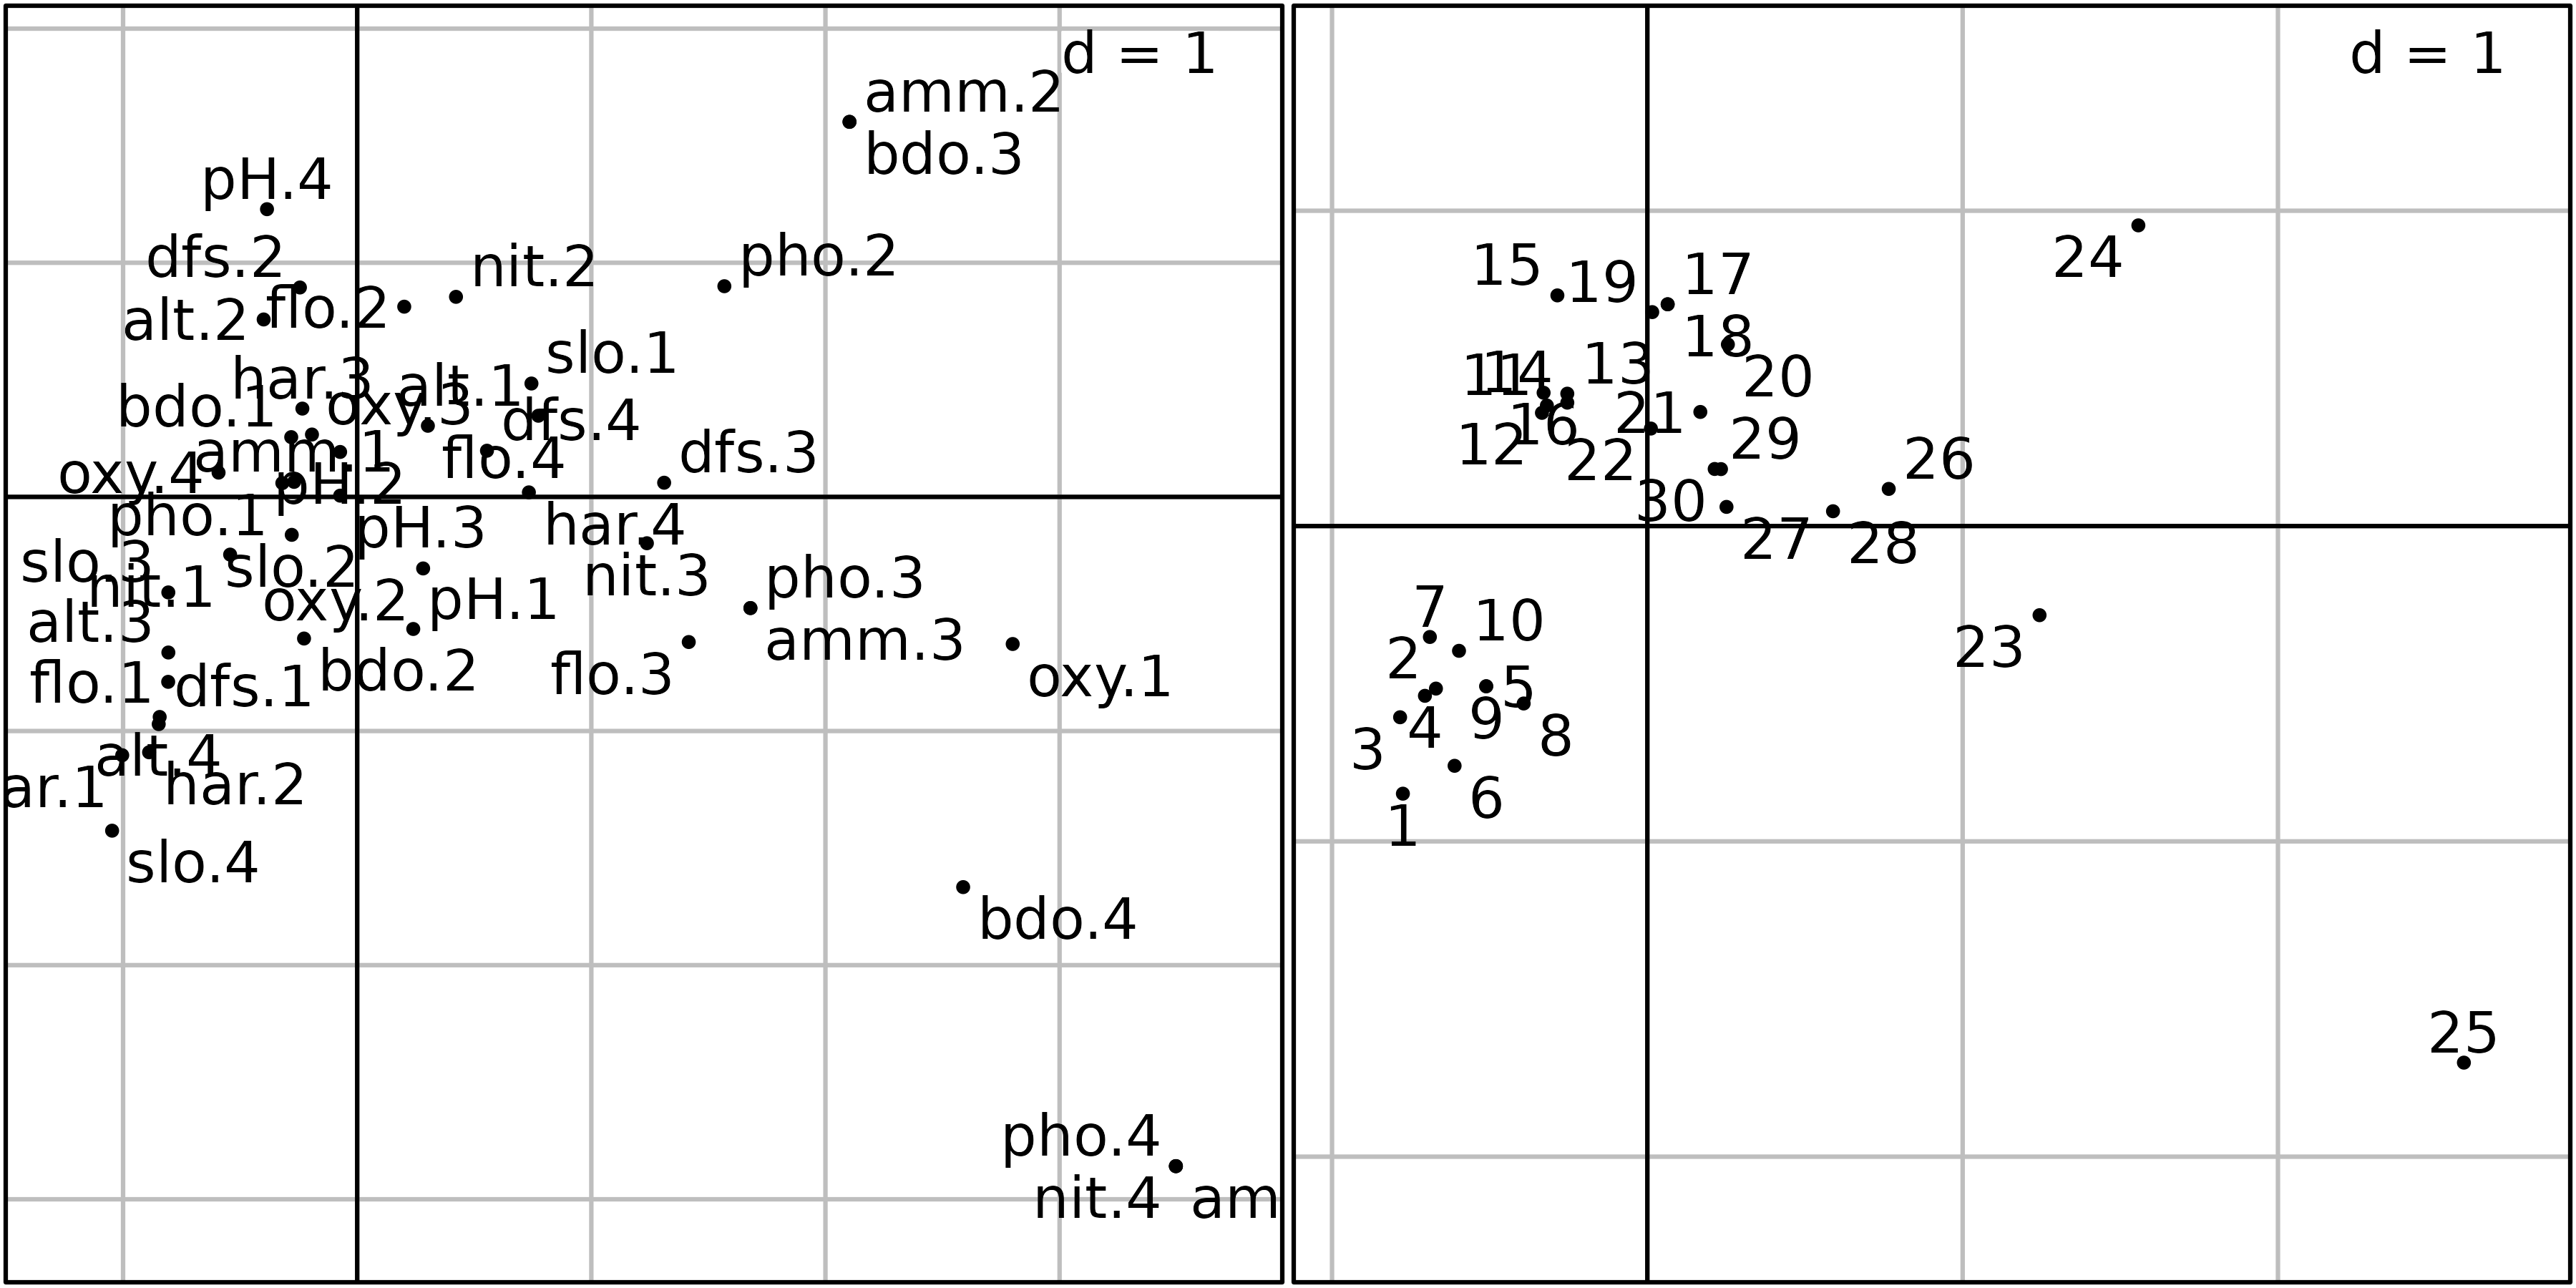 d = 1
amm.2
bdo.3
pH.4
dfs.2
nit.2
pho.2
alt.2
flo.2
slo.1
har.3
alt.1
bdo.1
oxy.3
dfs.4
amm.1
flo.4
dfs.3
oxy.4
pH.2
pho.1
pH.3
har.4
slo.3
slo.2
nit.1
nit.3
pho.3
oxy.2
pH.1
alt.3
amm.3
flo.1
dfs.1
bdo.2
flo.3
oxy.1
alt.4
ar.1
har.2
slo.4
bdo.4
pho.4
nit.4
am
d = 1
24
15
19
17
18
11
14
13
20
12
16
21
29
22
26
30
27
28
7
10
2
5
23
3
4
9
8
6
1
25